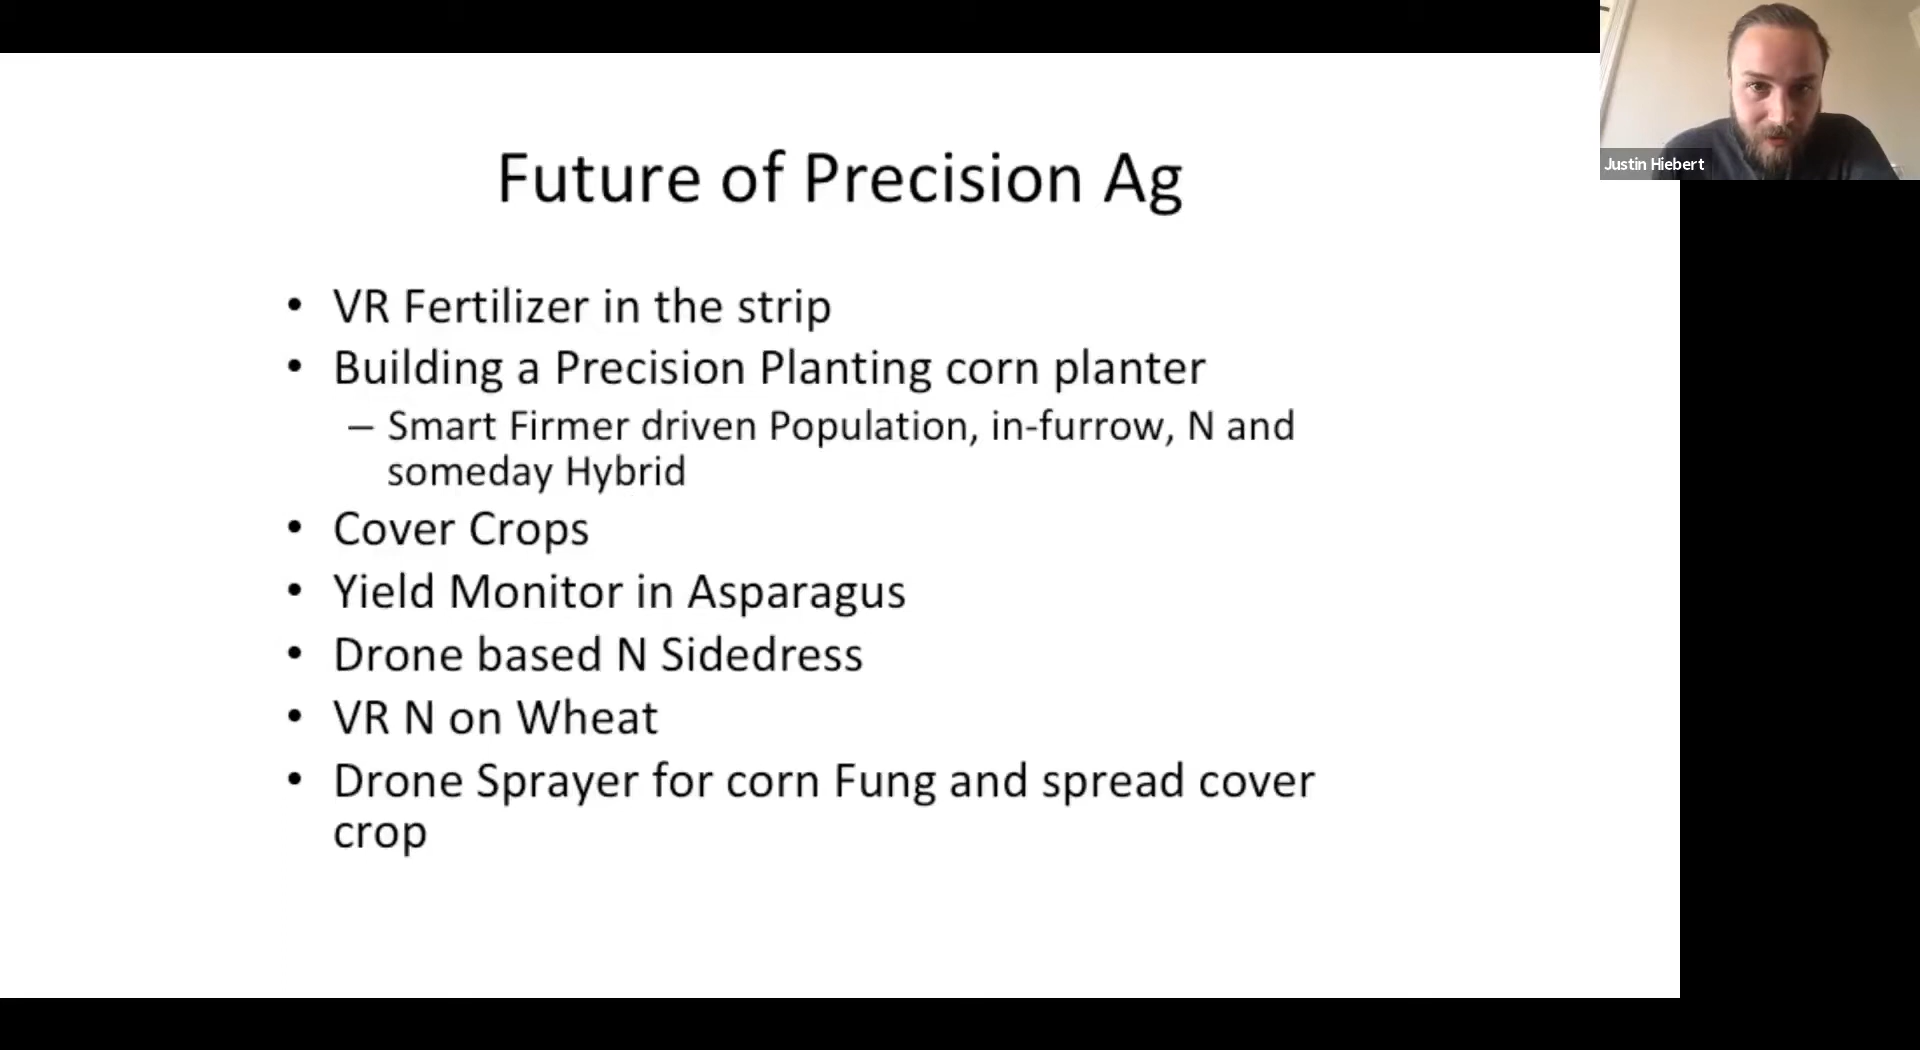 Future of Precision Ag
• VR Fertilizer in the strip
• Building a Precision Planting corn planter
– Smart Firmer driven Population, in-furrow, N and
someday Hybrid
• Cover Crops
• Yield Monitor in Asparagus
• Drone based N Sidedress
• VR N on Wheat
• Drone Sprayer for corn Fung and spread cover
crop
Justin Hiebert